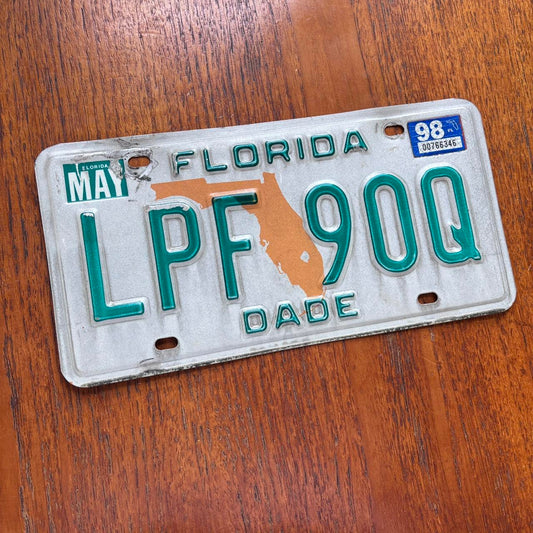 FLORIDA
MAY
FLORIDA
98
00766346
LPF 90Q
DADE